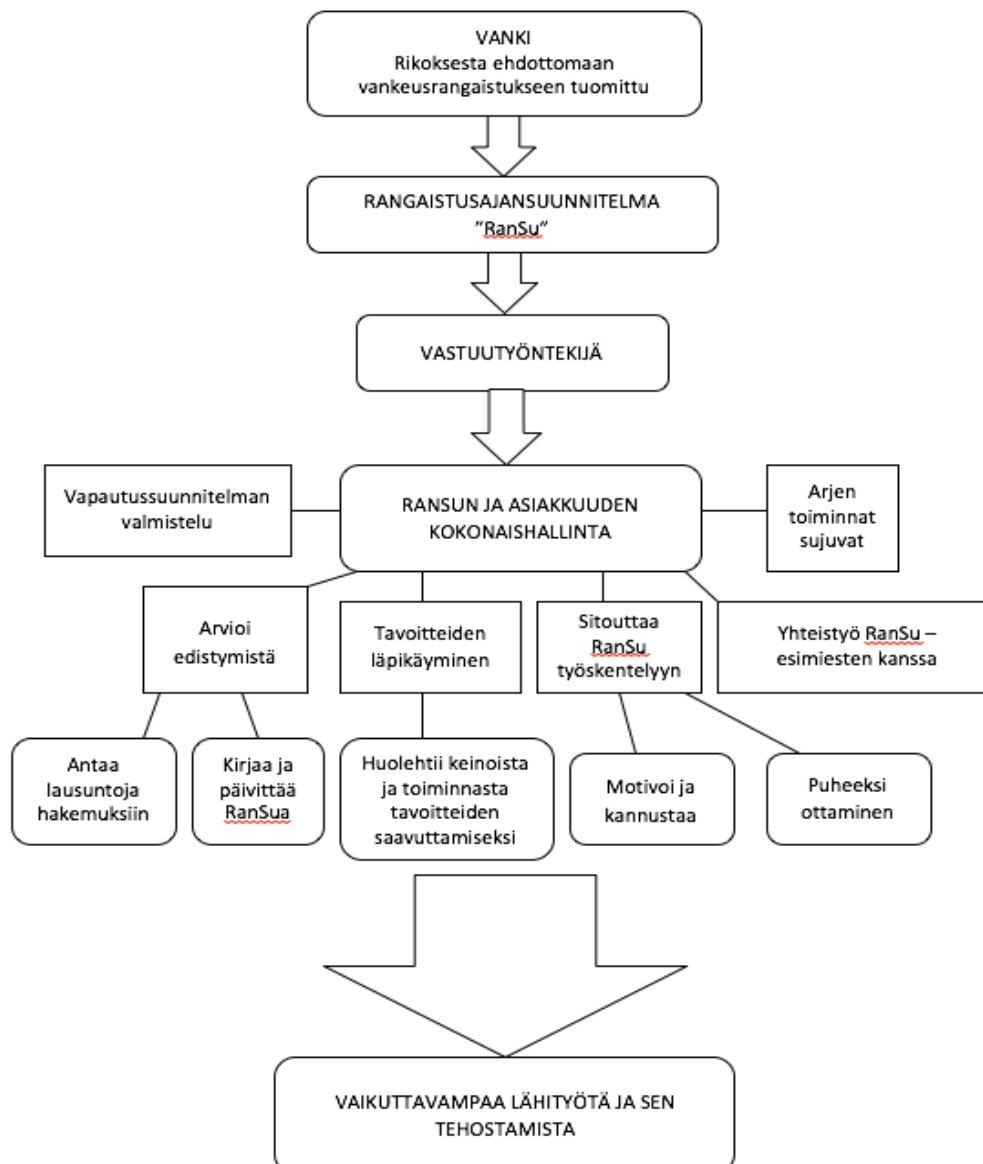 VANKI
Rikoksesta ehdottomaan
vankeusrangaistukseen tuomittu
RANGAISTUSAJANSUUNNITELMA
”RanSu”
VASTUUTYÖNTEKIJÄ
Vapautussuunnitelman
valmistelu
RANSUN JA ASIAKKUUDEN
KOKONAISHALLINTA
Arjen
toiminnat
sujuvat
Arvioi
edistymistä
Tavoitteiden
läpikäyminen
Sitouttaa
RanSu
työskentelyyn
Yhteistyö RanSu –
esimiesten kanssa
Antaa
lausuntoja
hakemuksiin
Kirjaa ja
päivittää
RanSua
Huolehtii keinoista
ja toiminnasta
tavoitteiden
saavuttamiseksi
Motivoi ja
kannustaa
Puheeksi
ottaminen
VAIKUTTAVAMPAA LÄHITYÖTÄ JA SEN
TEHOSTAMISTA